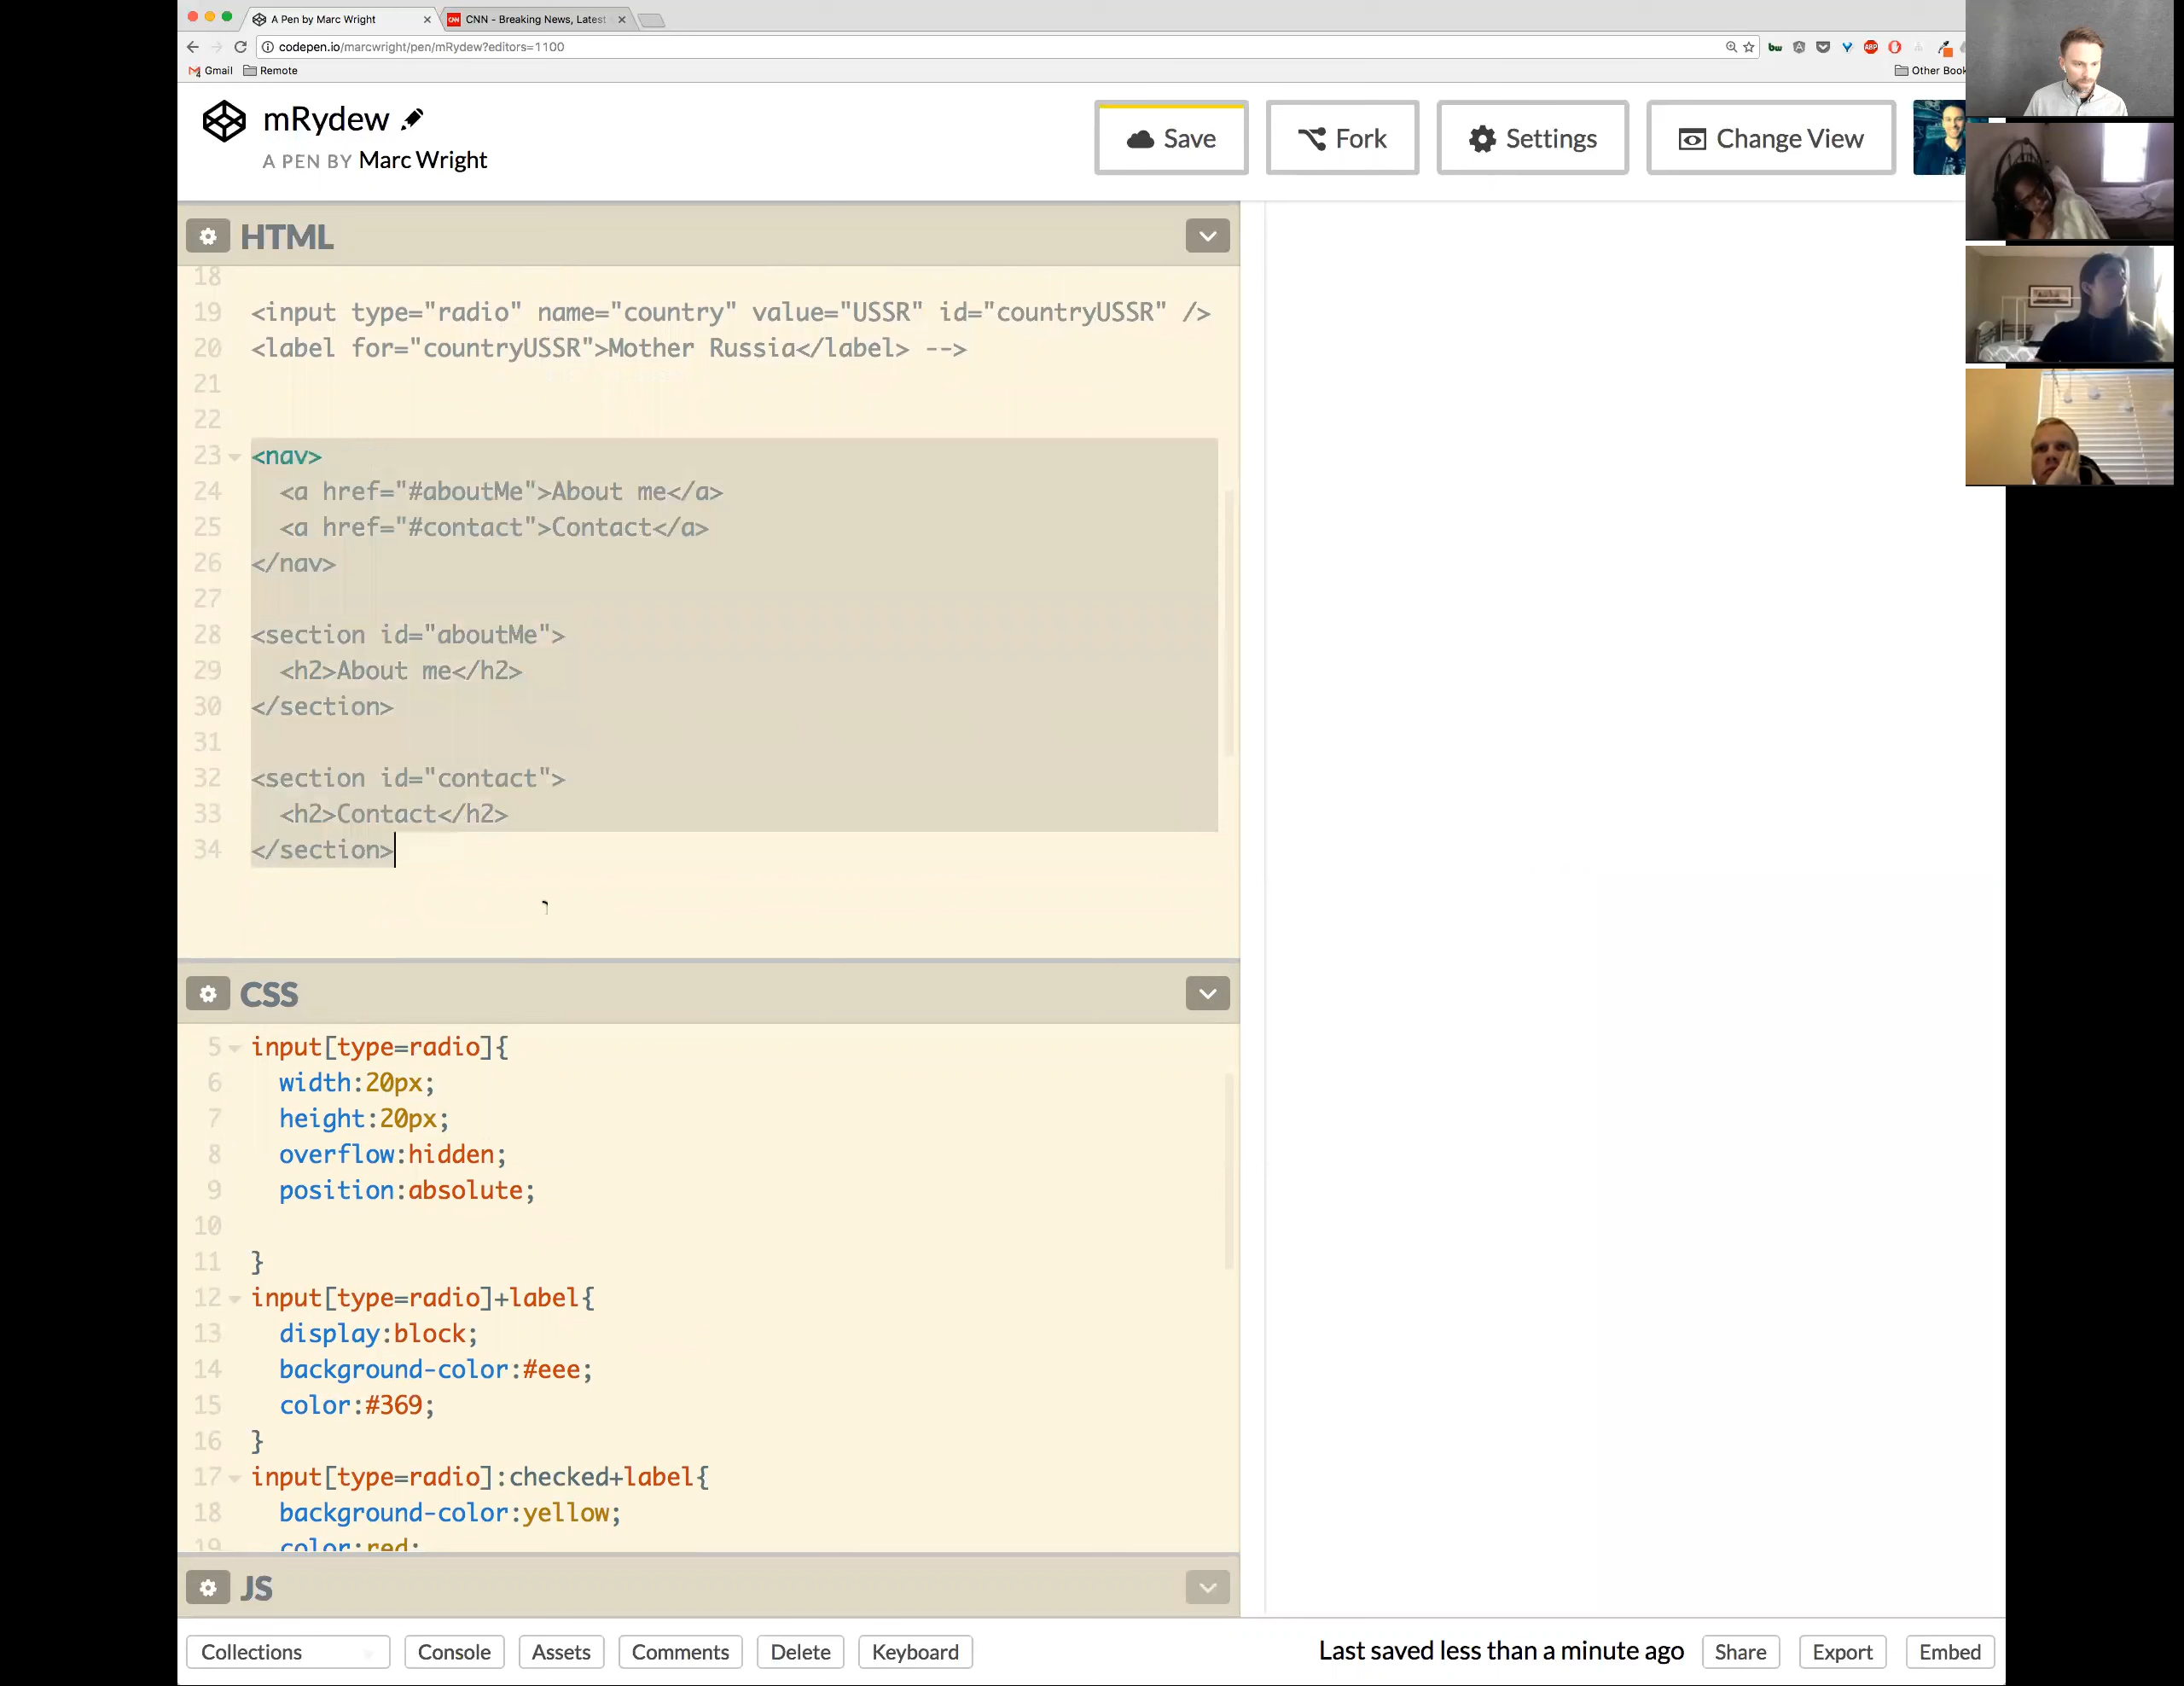 A Pen by Marc Wright
CNN - Breaking News, Latest
codepen.io/marcwright/pen/mRydew?editors=1100
bw
ABP
Gmail
Remote
Other Book
mRydew
A PEN BY Marc Wright
Save
Fork
Settings
Change View
HTML
18
19 <input type="radio" name="country" value="USSR" id="countryUSSR" />
20 <label for="countryUSSR">Mother Russia</label> -->
21
22
23 <nav>
24 <a href="#aboutMe">About me</a>
25 <a href="#contact">Contact</a>
26 </nav>
27
28 <section id="aboutMe">
29 <h2>About me</h2>
30 </section>
31
32 <section id="contact">
33 <h2>Contact</h2>
34 </section>
CSS
5 input[type=radio]{
6 width:20px;
7 height:20px;
8 overflow:hidden;
9 position:absolute;
10
11 }
12 input[type=radio]+label{
13 display:block;
14 background-color:#eee;
15 color:#369;
16 }
17 input[type=radio]:checked+label{
18 background-color:yellow;
19 color:red;
JS
Collections
Console
Assets
Comments
Delete
Keyboard
Last saved less than a minute ago
Share
Export
Embed